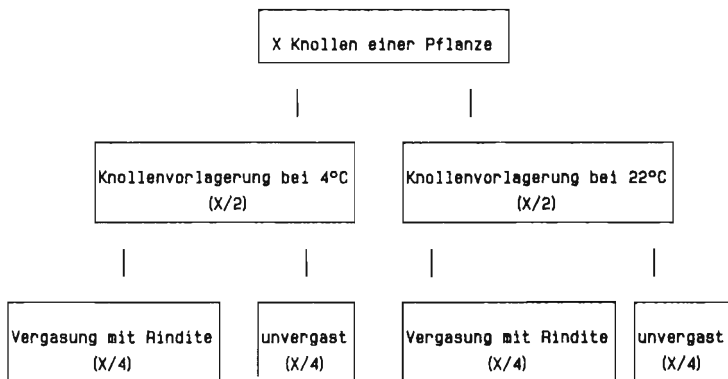 X Knollen einer Pflanze
Knollenvorlagerung bei 4°C
(X/2)
Knollenvorlagerung bei 22°C
(X/2)
Vergasung mit Rindite
(X/4)
unvergast
(X/4)
Vergasung mit Rindite
(X/4)
unvergast
(X/4)